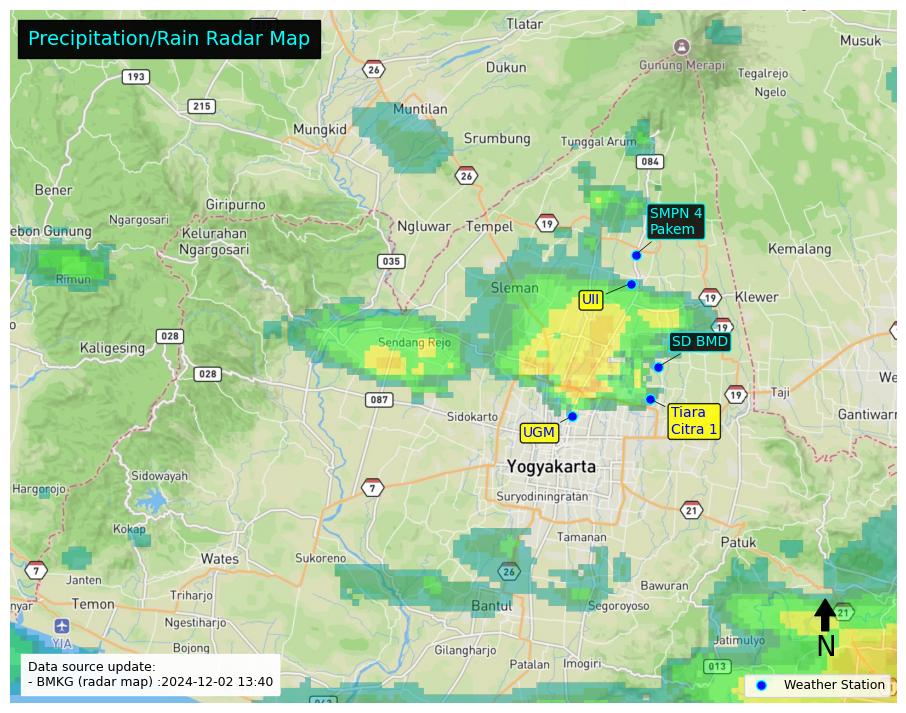 Precipitation/Rain Radar Map
Tlatar
Musuk
Gunung Merapi
26
Dukun
Tegalrejo
193
Ngelo
215
Muntilan
Mungkid
Srumbung
Tunggal Arum
084
26
Bener
Giripurno
SMPN 4
Pakem
Ngargosari
Ngluwar
Tempel
19
ebon Gunung
Kelurahan
Ngargosari
Kemalang
035
Rimun
Sleman
UII
19
Klewer
19
028
Kaligesing
Sendang Rejo
SD BMD
028
We
087
19
Taji
Sidokarto
Tiara
Citra 1
Gantiwarn
UGM
Yogyakarta
Sidowayah
Hargorojo
7
Suryodiningratan
21
Kokap
Tamanan
Patuk
Wates
Sukoreno
7
Janten
26
Bawuran
nyar
Temon
Triharjo
Bantul
Segoroyoso
21
Ngestiharjo
YIA
N
Jatimulyo
Bojong
Gilangharjo
Patalan
Imogiri
013
Data source update:
- BMKG (radar map) :2024-12-02 13:40
Weather Station